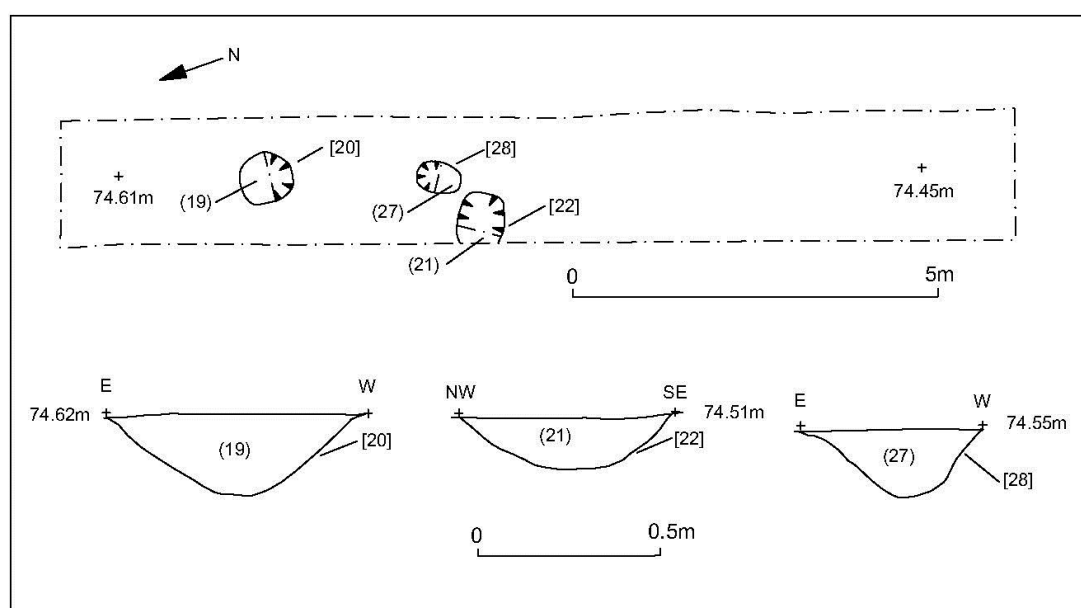 N
[20]
[28]
74.61m
(19)
(27)
[22]
74.45m
(21)
0 5m
E W NW SE
74.62m (19) [20] (21) [22] 74.51m
E W 74.55m
(27) [28]
0 0.5m